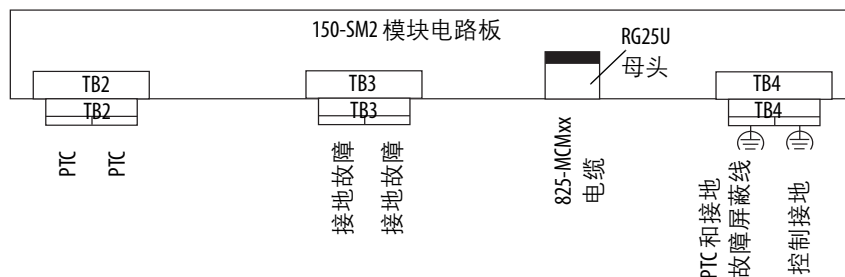 150-SM2 模块电路板
RG25U
母头
TB2
TB3
TB4
TB2
TB3
TB4
PTC
PTC
接地故障
接地故障
825-MCMxx
电缆
PTC 和接地
故障屏蔽线
控制接地